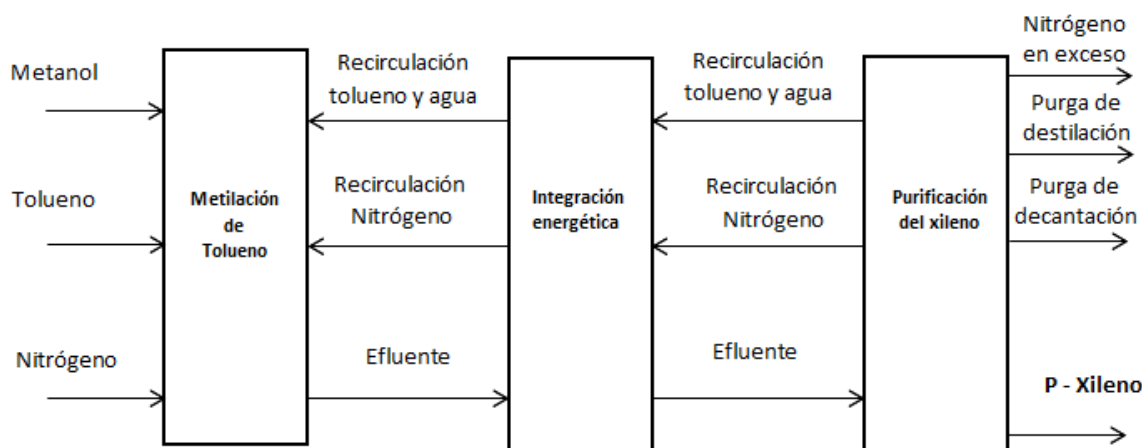 Metanol
Tolueno
Nitrógeno
Metilación
de
Tolueno
Recirculación
tolueno y agua
Recirculación
Nitrógeno
Efluente
Integración
energética
Recirculación
tolueno y agua
Recirculación
Nitrógeno
Efluente
Purificación
del xileno
Nitrógeno
en exceso
Purga de
destilación
Purga de
decantación
P - Xileno